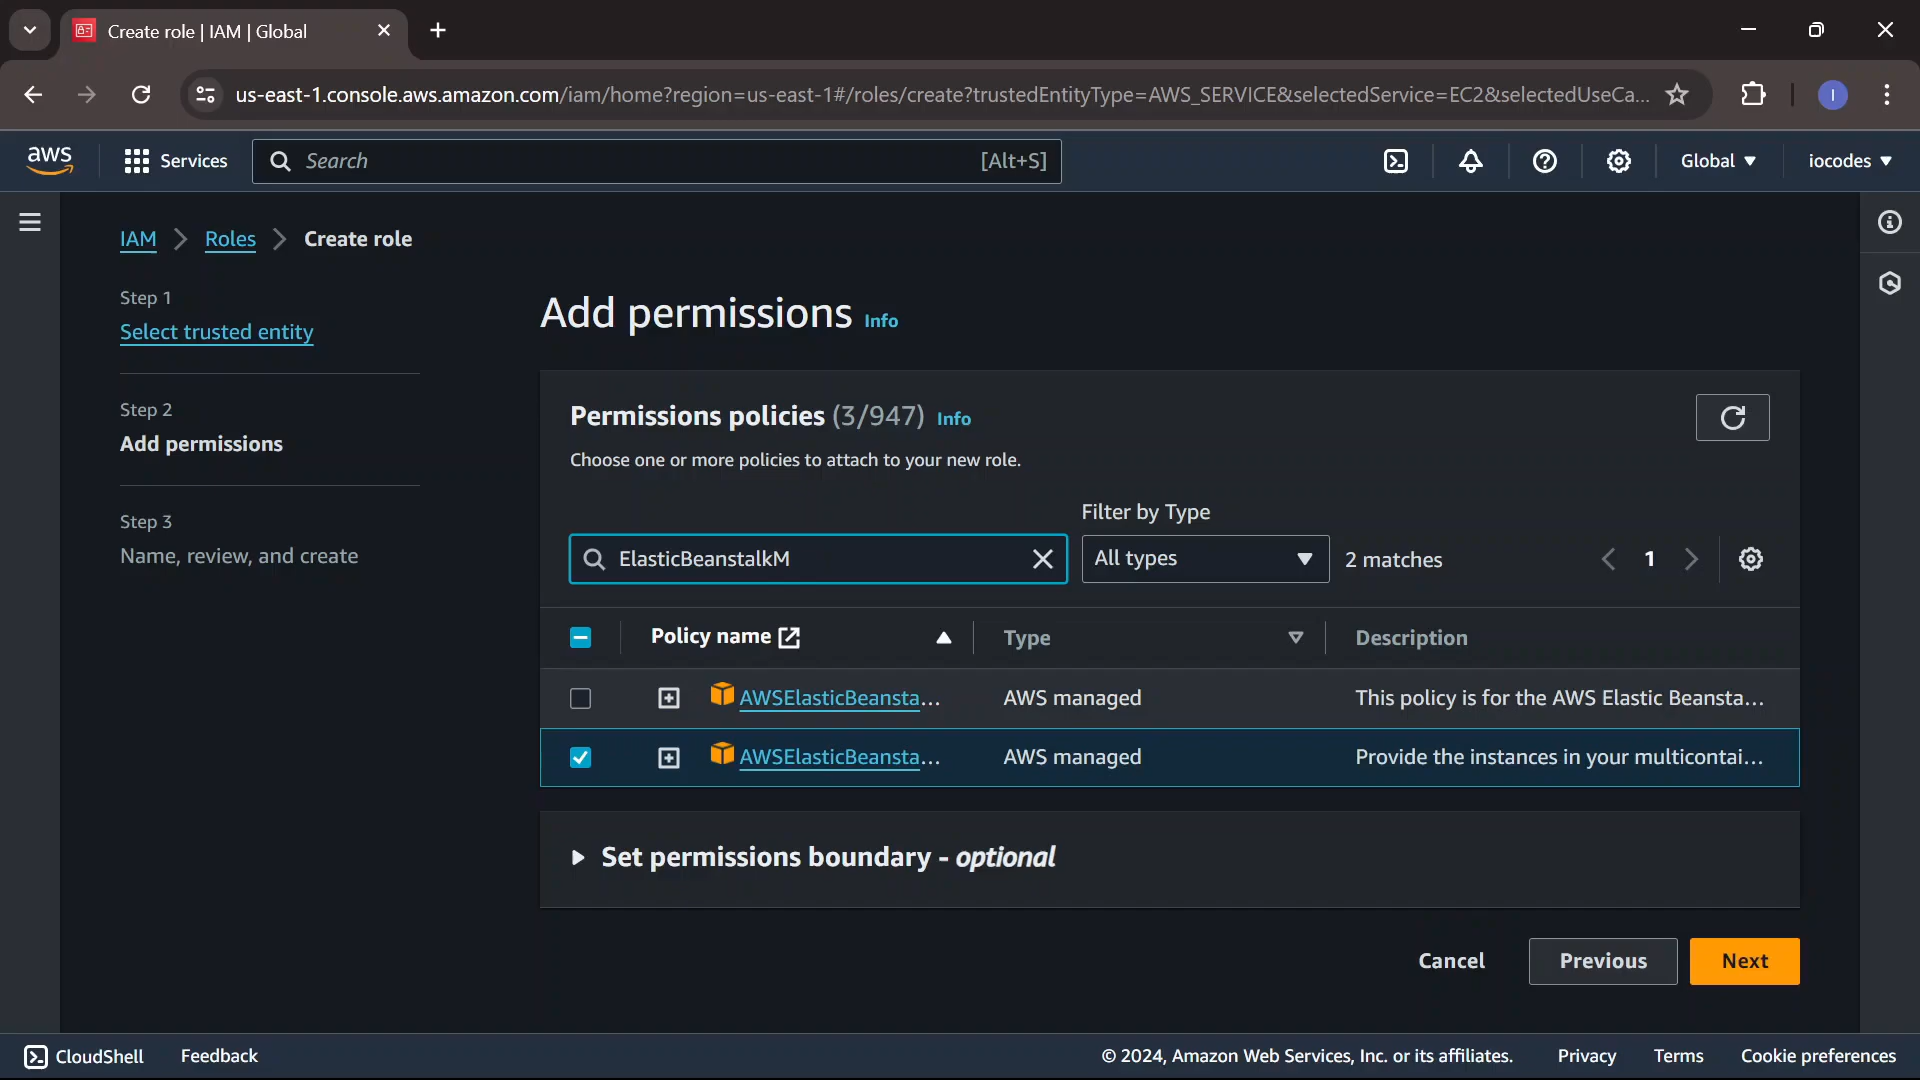 Create role | IAM | Global
us-east-1.console.aws.amazon.com/iam/home?region=us-east-1#/roles/create?trustedEntityType=AWS_SERVICE&selectedService=EC2&selectedUseCa...
I
aws
Services
Search
[Alt+S]
Global
iocodes
IAM
Roles
Create role
Step 1
Select trusted entity
Step 2
Add permissions
Step 3
Name, review, and create
Add permissions Info
Permissions policies (3/947) Info
Choose one or more policies to attach to your new role.
Filter by Type
ElasticBeanstalkM
All types
2 matches
1
Policy name
Type
Description
AWSElasticBeansta...
AWS managed
This policy is for the AWS Elastic Beansta...
AWSElasticBeansta...
AWS managed
Provide the instances in your multicontai...
Set permissions boundary - optional
Cancel
Previous
Next
CloudShell
Feedback
© 2024, Amazon Web Services, Inc. or its affiliates.
Privacy
Terms
Cookie preferences